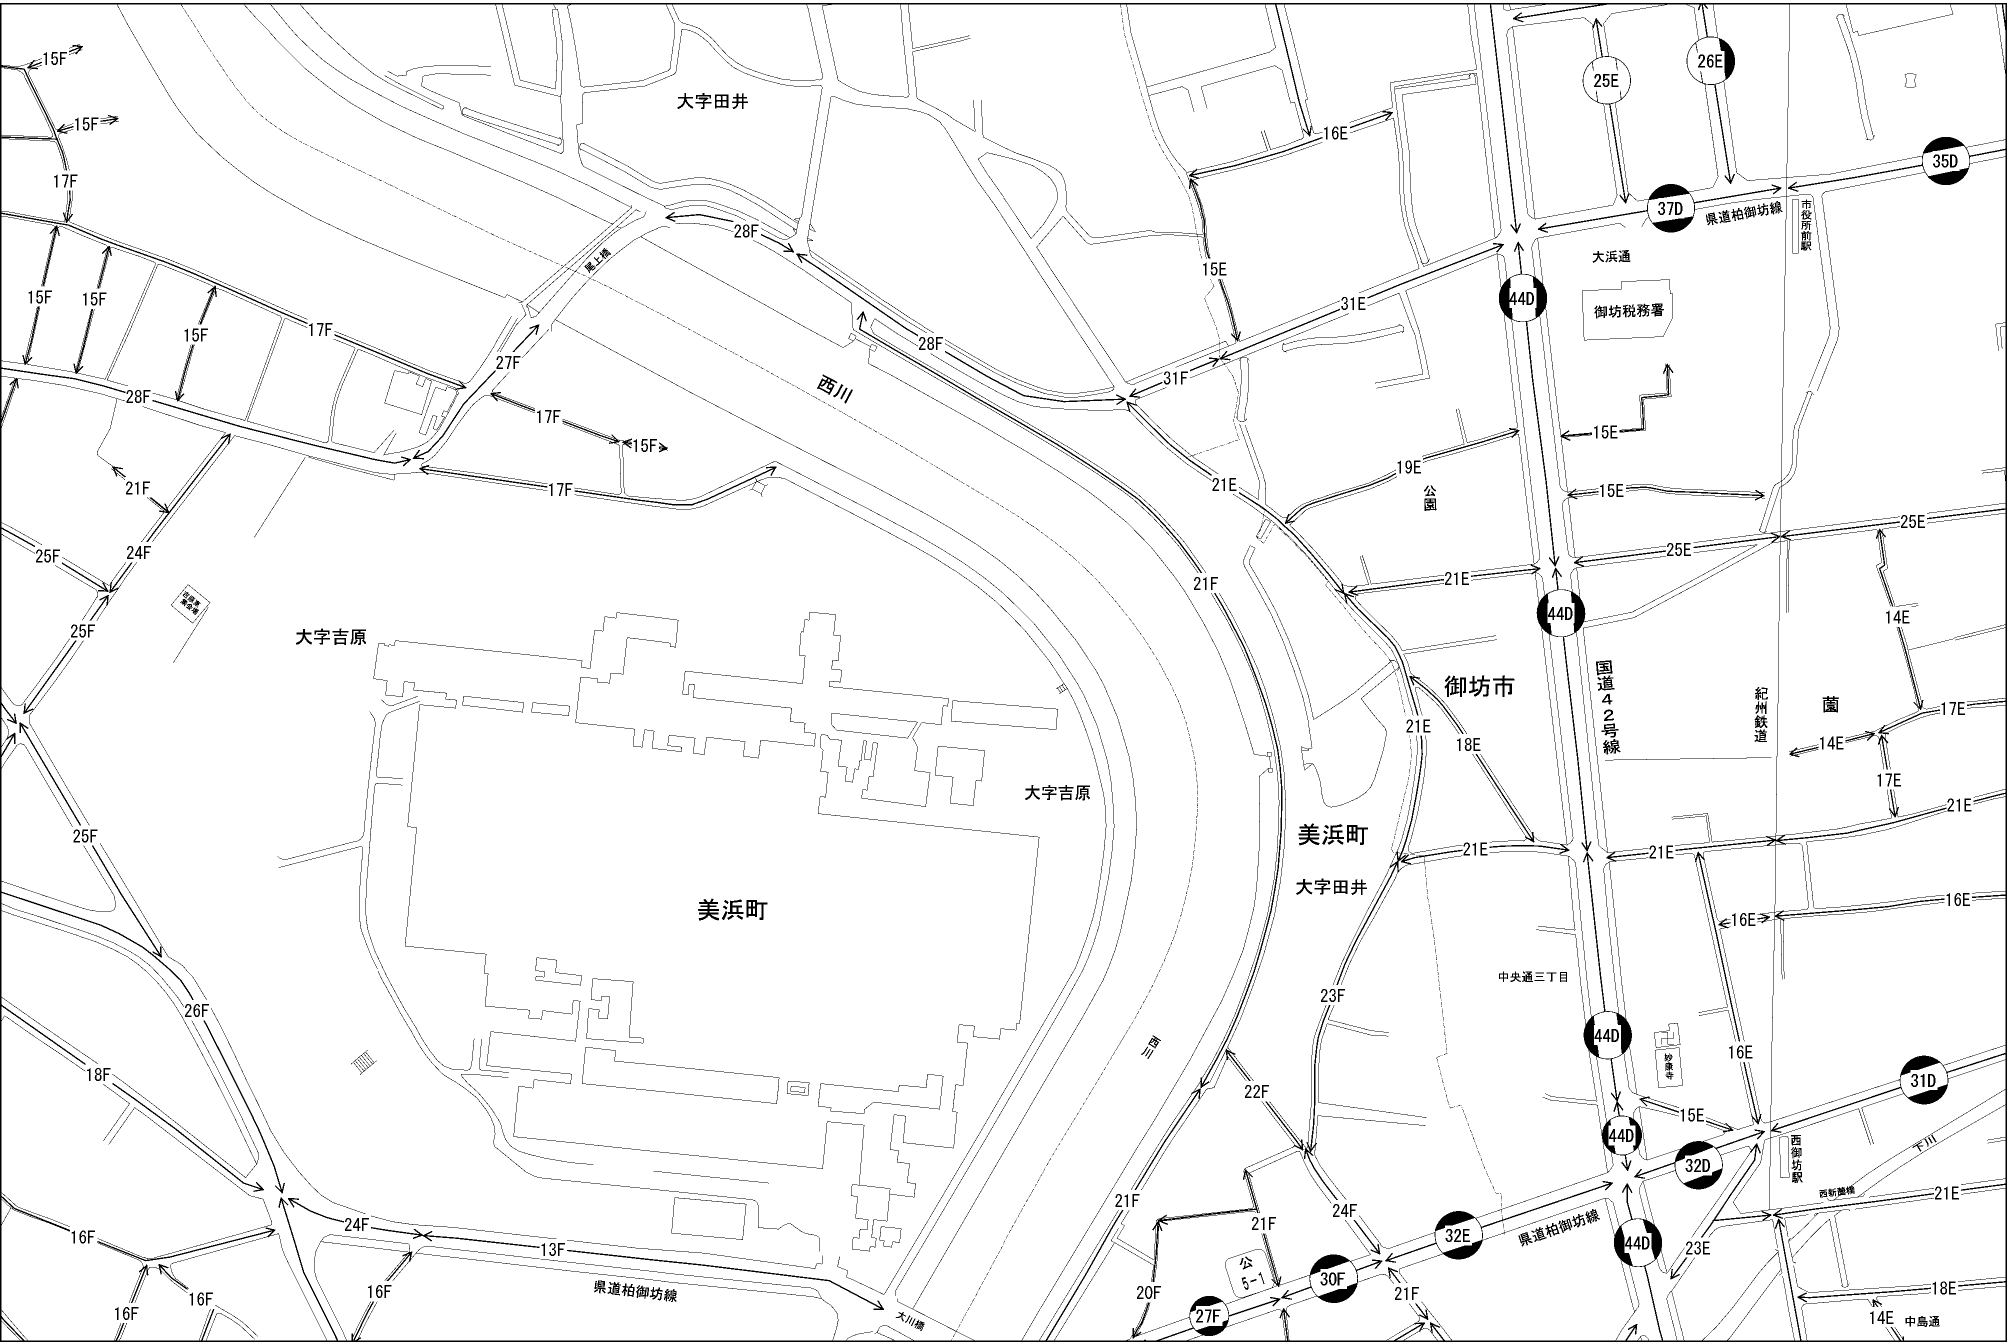 15F
26E
25E
大字田井
15F
16E
35D
17F
37D
県道柏御坊線
市役所前駅
28F
尾上橋
大浜通
15E
15F
15F
44D
31E
御坊税務署
17F
15F
28F
27F
31F
西川
28F
17F
15E
15F
19E
21E
17F
21F
公園
15E
25E
24F
25F
25E
21E
21F
44D
14E
25F
大字吉原
御坊市
国道42号線
紀州鉄道
薗
17E
21E
18E
14E
17E
大字吉原
21E
25F
美浜町
21E
21E
大字田井
16E
美浜町
16E
中央通三丁目
23F
26F
44D
西川
16E
妙康寺
18F
31D
22F
15E
44D
下川
西御坊駅
32D
西新薗橋
21E
21F
24F
24F
21F
県道柏御坊線
32E
16F
13F
44D
23E
公
5-1
30F
18E
県道柏御坊線
16F
20F
21F
16F
16F
27F
大川橋
14E
中島通